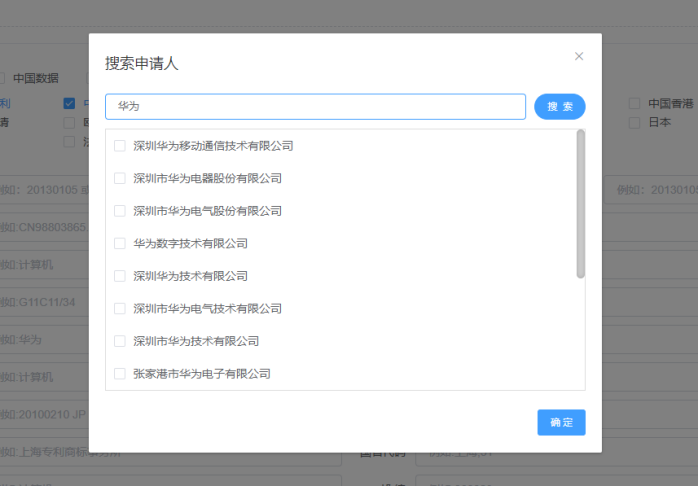 搜索申请人
华为
搜 索
深圳华为移动通信技术有限公司
深圳市华为电器股份有限公司
深圳市华为电气股份有限公司
华为数字技术有限公司
深圳华为技术有限公司
深圳市华为电气技术有限公司
深圳市华为技术有限公司
张家港市华为电子有限公司
确 定
中国数据
利
中国香港
日本
例如：20130105 或
例如：2013010
例如:CN98803865.
例如:计算机
例如:G11C11/34
例如:华为
例如:计算机
例如:20100210 JP
例如:上海专利商标事务所
国省代码
例如:上海;31